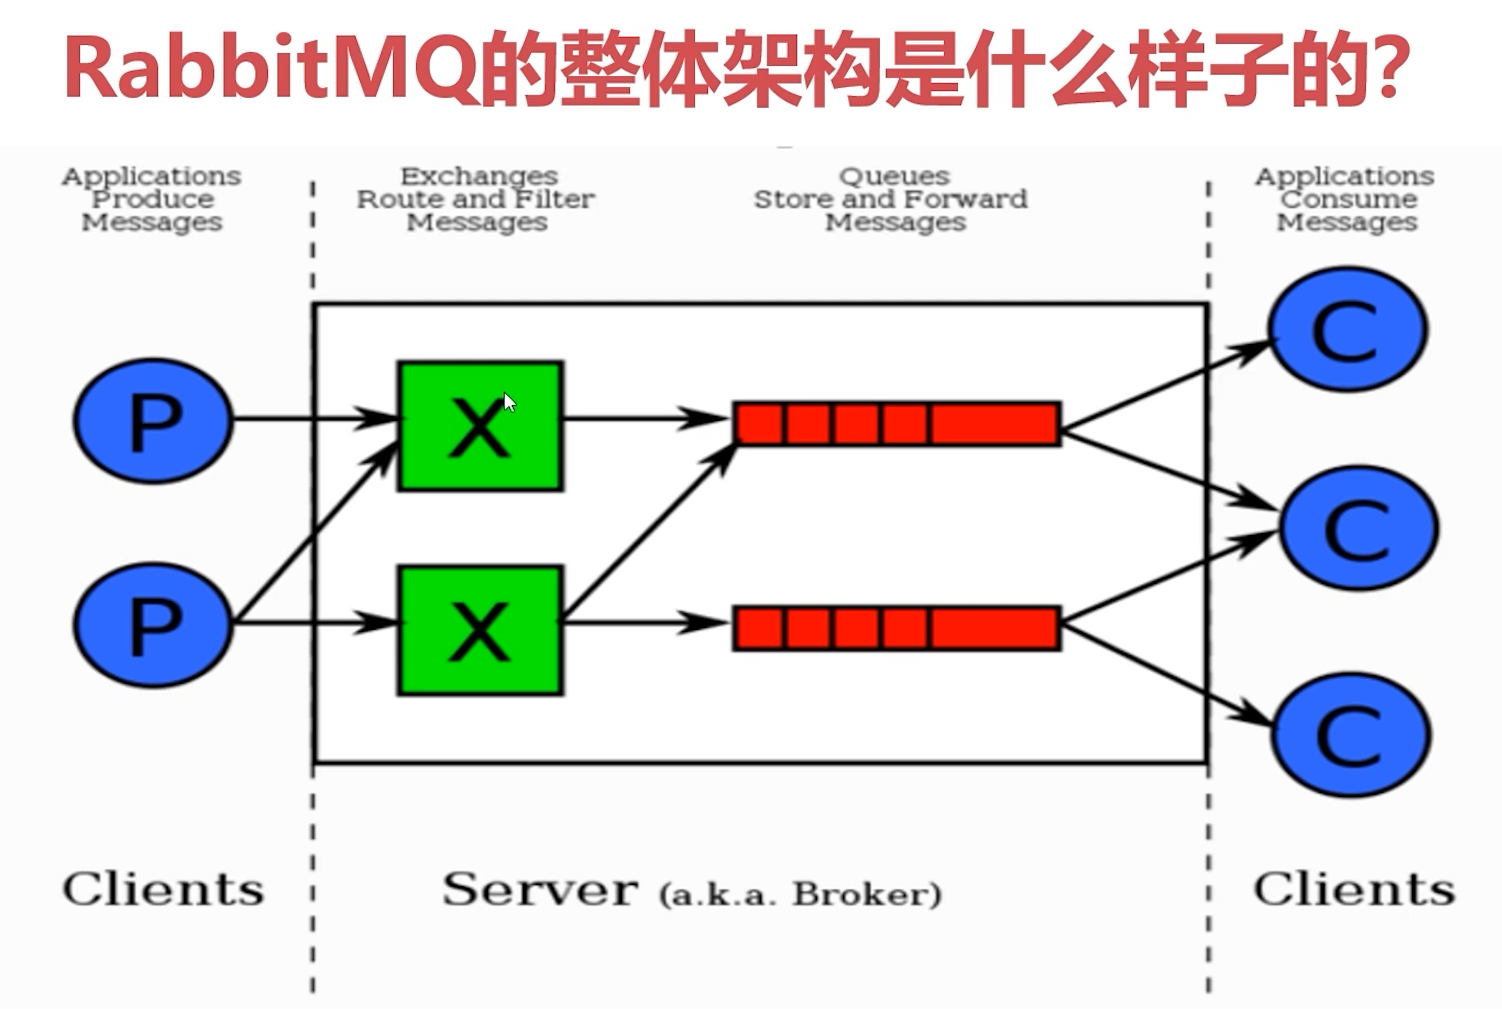 RabbitMQ的整体架构是什么样子的?
Applications
Produce
Messages
Exchanges
Route and Filter
Messages
Queues
Store and Forward
Messages
Applications
Consume
Messages
P
P
X
X
C
C
C
Clients
Server (a.k.a. Broker)
Clients